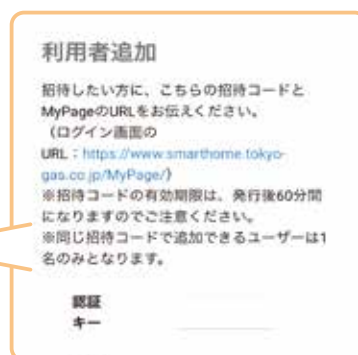 利用者追加
招待したい方に、こちらの招待コードと
MyPageのURLをお伝えください。
（ログイン画面の
URL：https://www.smarthome.tokyo-
gas.co.jp/MyPage/）
※招待コードの有効期限は、発行後60分間
になりますのでご注意ください。
※同じ招待コードで追加できるユーザーは1
名のみとなります。
認証
キー